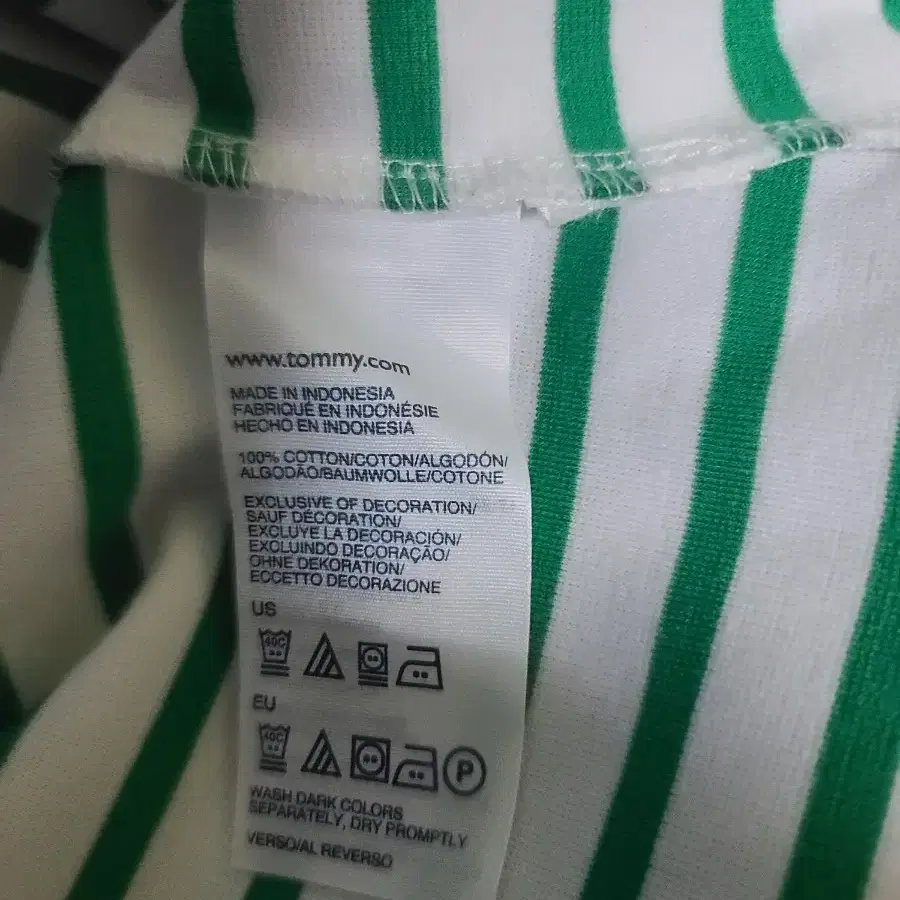 www.tommy.com
MADE IN INDONESIA
FABRIQUÉ EN INDONÉSIE
HECHO EN INDONESIA
100% COTTON/COTON/ALGODÓN/
ALGODÃO/BAUMWOLLE/COTONE
EXCLUSIVE OF DECORATION/
SAUF DÉCORATION/
EXCLUYE LA DECORACIÓN/
EXCLUINDO DECORAÇÃO/
OHNE DEKORATION/
ECCETTO DECORAZIONE
US
40C
EU
40C P
WASH DARK COLORS
SEPARATELY, DRY PROMPTLY
VERSO/AL REVERSO